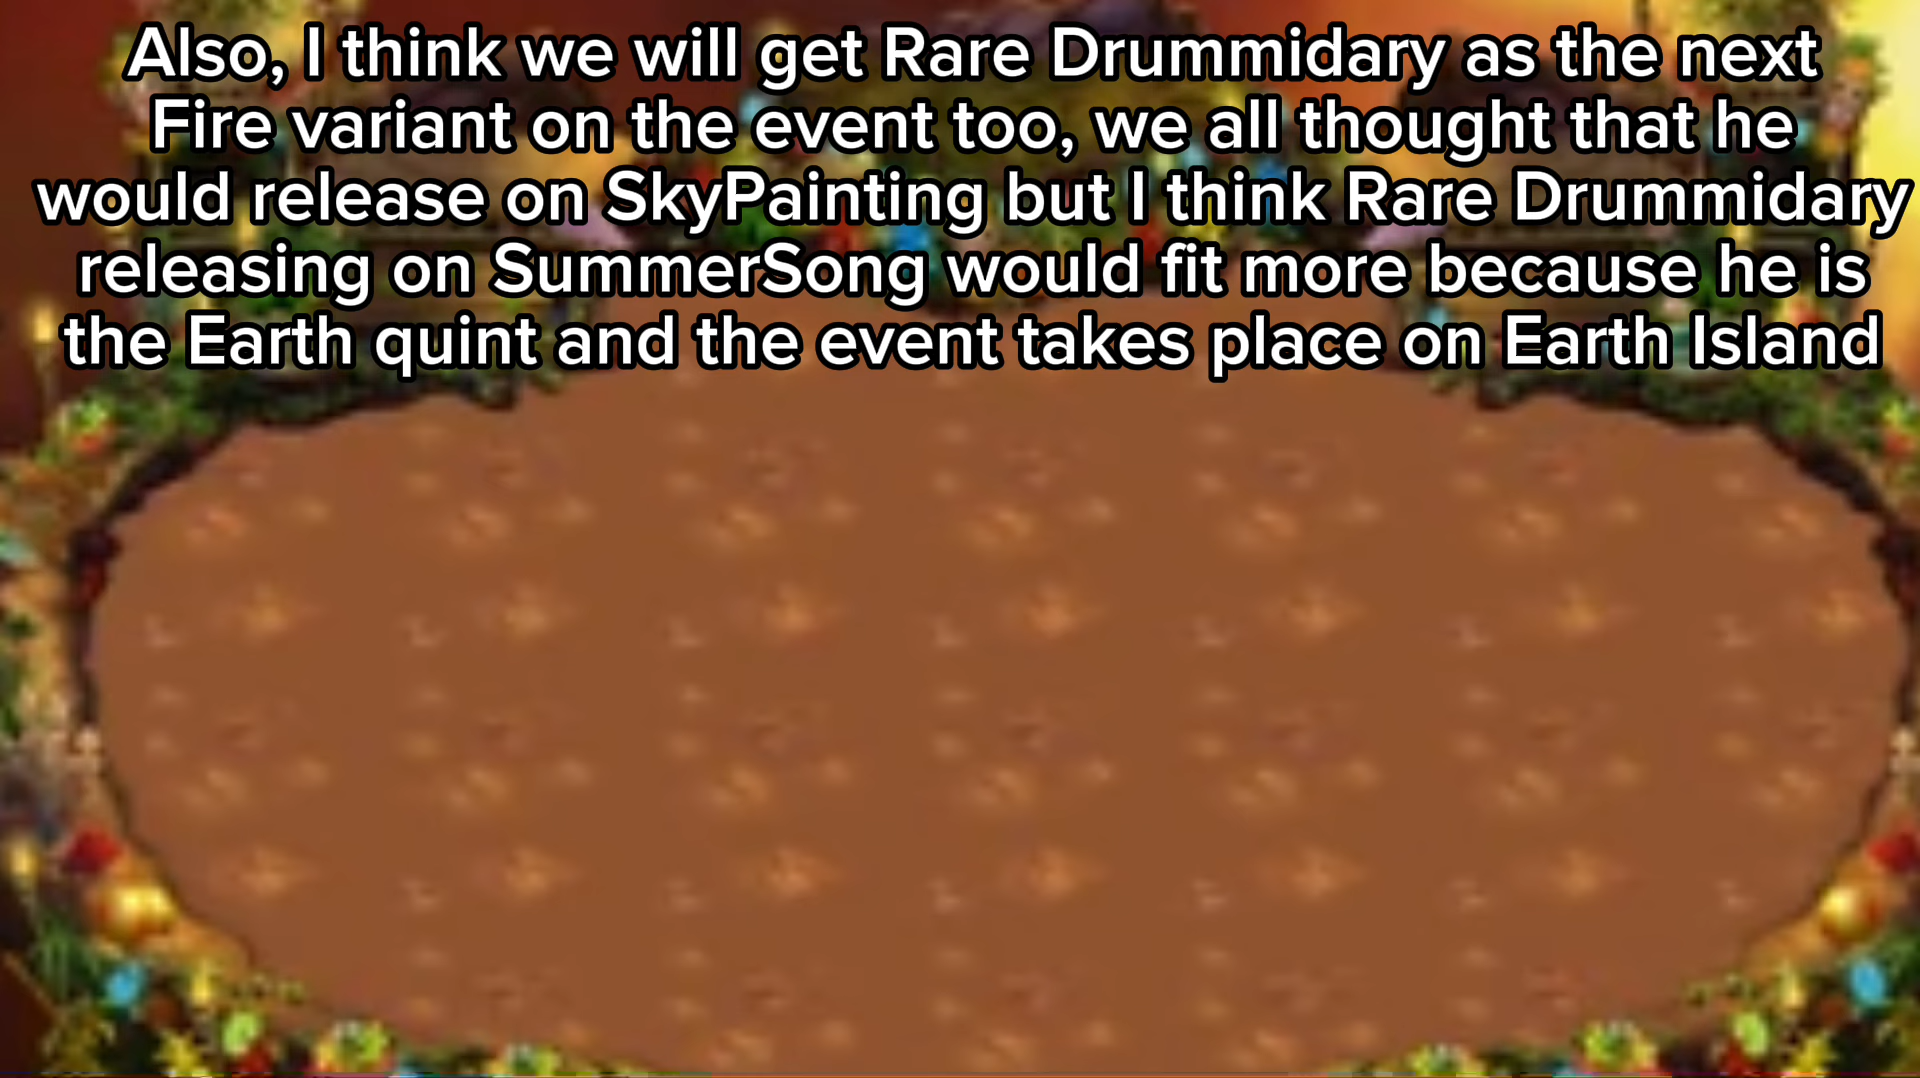 Also, I think we will get Rare Drummidary as the next
Fire variant on the event too, we all thought that he
would release on SkyPainting but I think Rare Drummidary
releasing on SummerSong would fit more because he is
the Earth quint and the event takes place on Earth Island